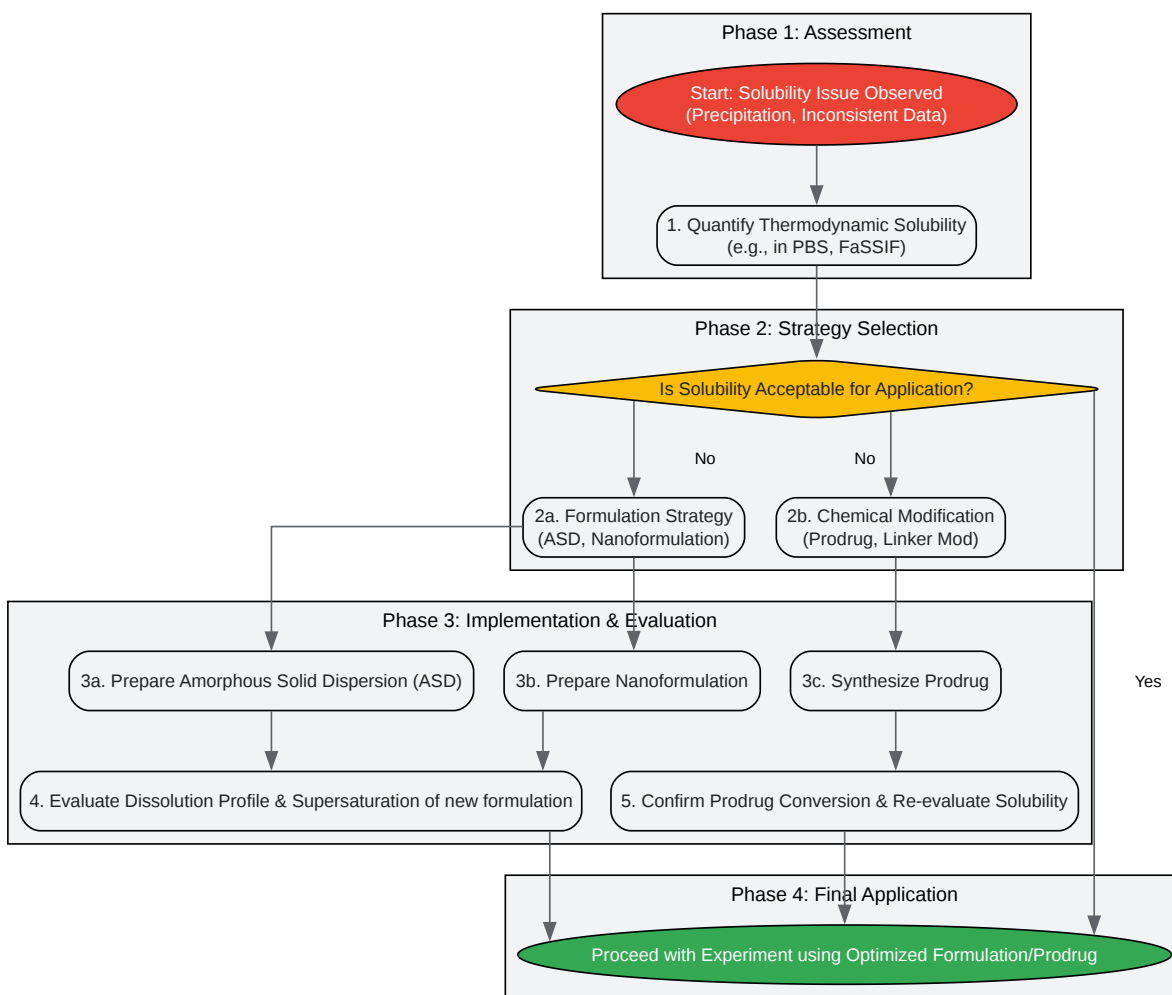 Phase 1: Assessment
Start: Solubility Issue Observed
(Precipitation, Inconsistent Data)
1. Quantify Thermodynamic Solubility
(e.g., in PBS, FaSSIF)
Phase 2: Strategy Selection
Is Solubility Acceptable for Application?
No
No
2a. Formulation Strategy
(ASD, Nanoformulation)
2b. Chemical Modification
(Prodrug, Linker Mod)
Phase 3: Implementation & Evaluation
3a. Prepare Amorphous Solid Dispersion (ASD)
3b. Prepare Nanoformulation
3c. Synthesize Prodrug
Yes
4. Evaluate Dissolution Profile & Supersaturation of new formulation
5. Confirm Prodrug Conversion & Re-evaluate Solubility
Phase 4: Final Application
Proceed with Experiment using Optimized Formulation/Prodrug